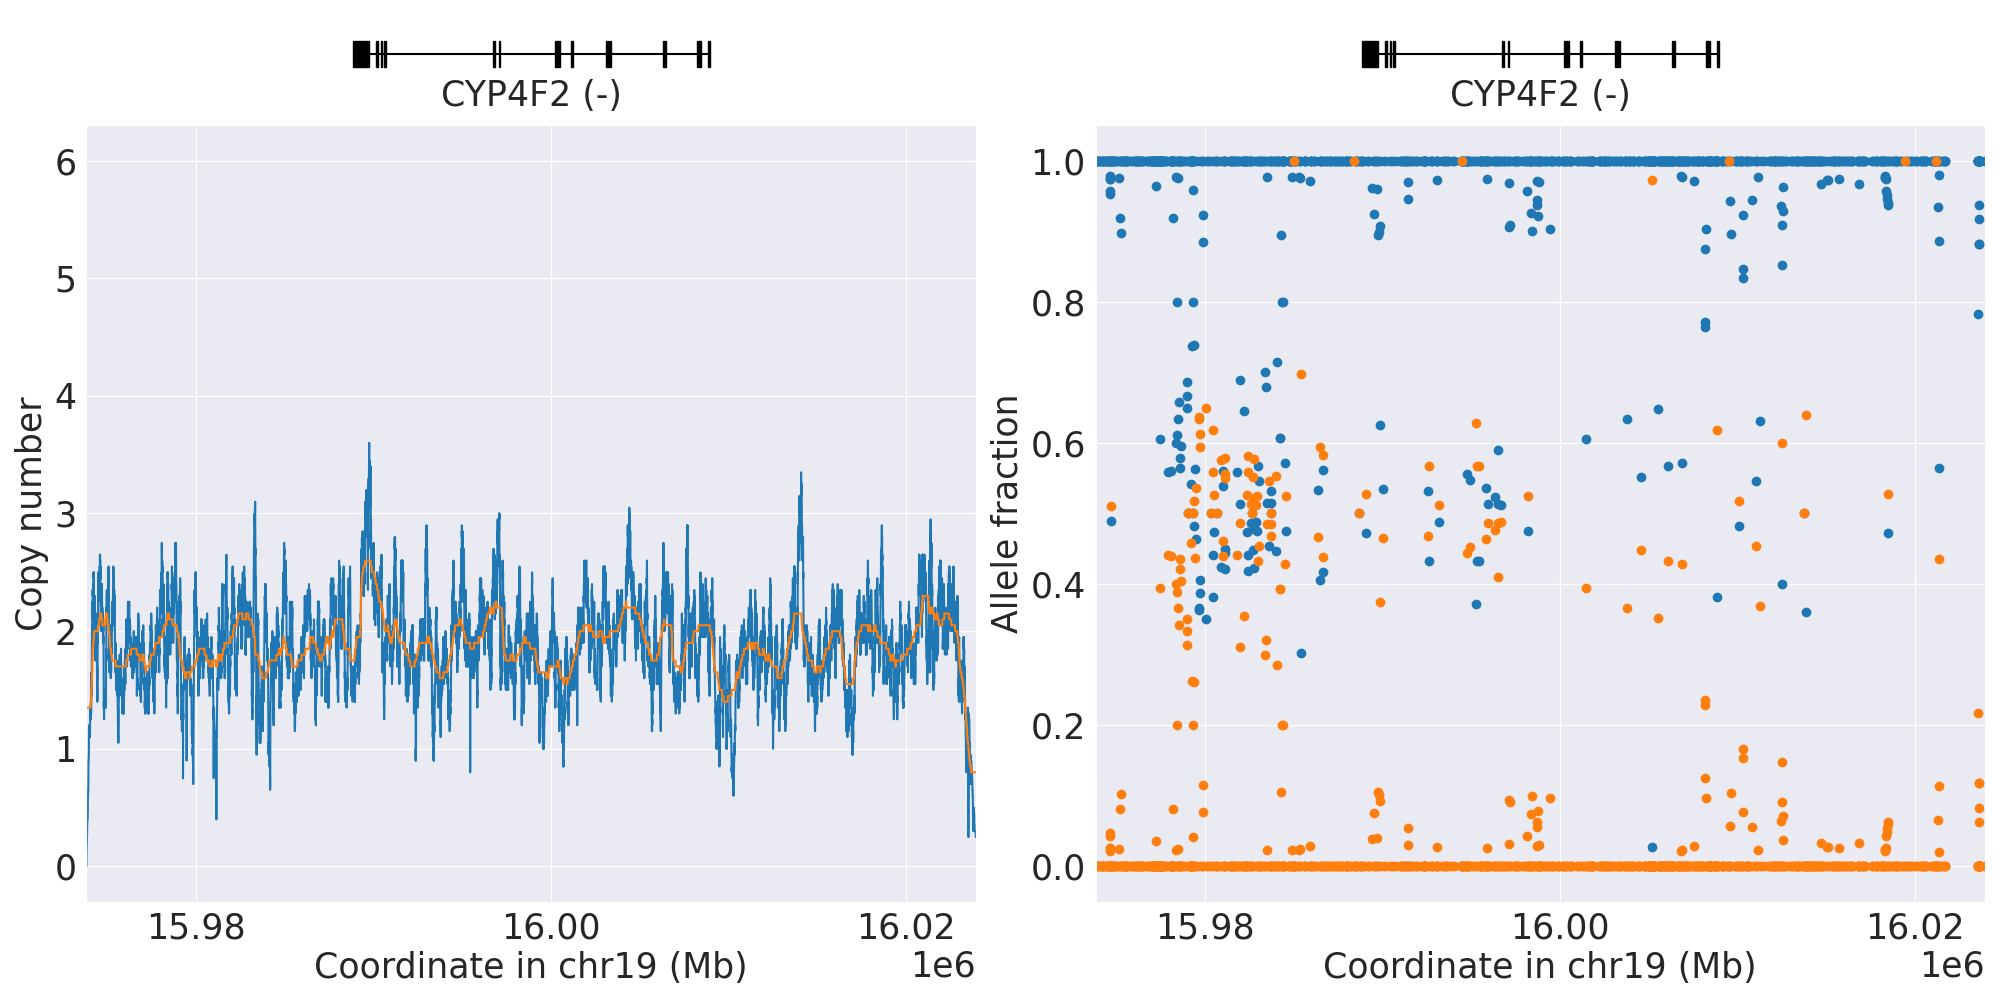 CYP4F2 (-)
6
5
4
3
2
1
0
Copy number
15.98
16.00
16.02
Coordinate in chr19 (Mb)
1e6
CYP4F2 (-)
1.0
0.8
0.6
0.4
0.2
0.0
Allele fraction
15.98
16.00
16.02
Coordinate in chr19 (Mb)
1e6